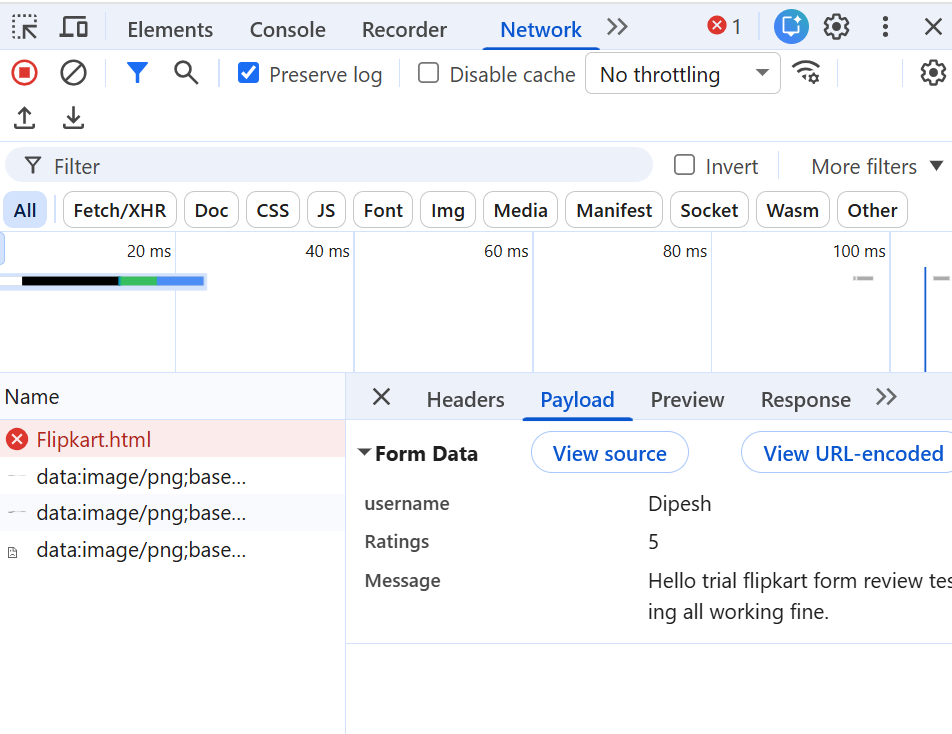 Elements Console Recorder Network 1
Preserve log Disable cache No throttling
Filter Invert More filters
All Fetch/XHR Doc CSS JS Font Img Media Manifest Socket Wasm Other
20 ms 40 ms 60 ms 80 ms 100 ms
Name
Flipkart.html
data:image/png;base...
data:image/png;base...
data:image/png;base...
Headers Payload Preview Response
Form Data View source View URL-encoded
username Dipesh
Ratings 5
Message Hello trial flipkart form review tes
ing all working fine.